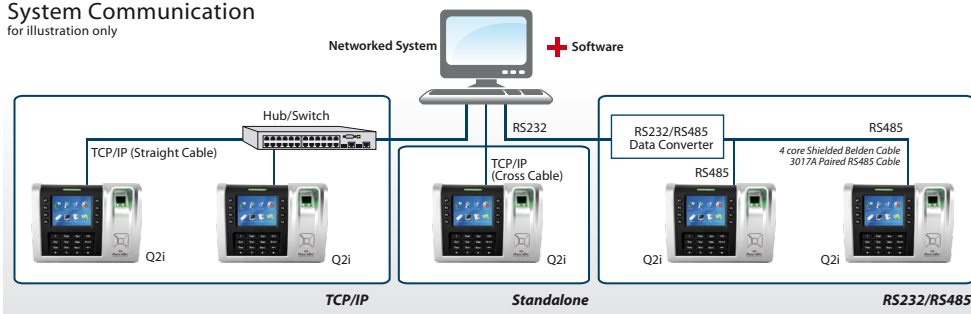 System Communication
for illustration only
Networked System
Software
Hub/Switch
TCP/IP (Straight Cable)
Q2i
Q2i
TCP/IP
RS232
TCP/IP
(Cross Cable)
Q2i
Standalone
RS232/RS485
Data Converter
RS485
RS485
4 core Shielded Belden Cable
3017A Paired RS485 Cable
Q2i
Q2i
RS232/RS485